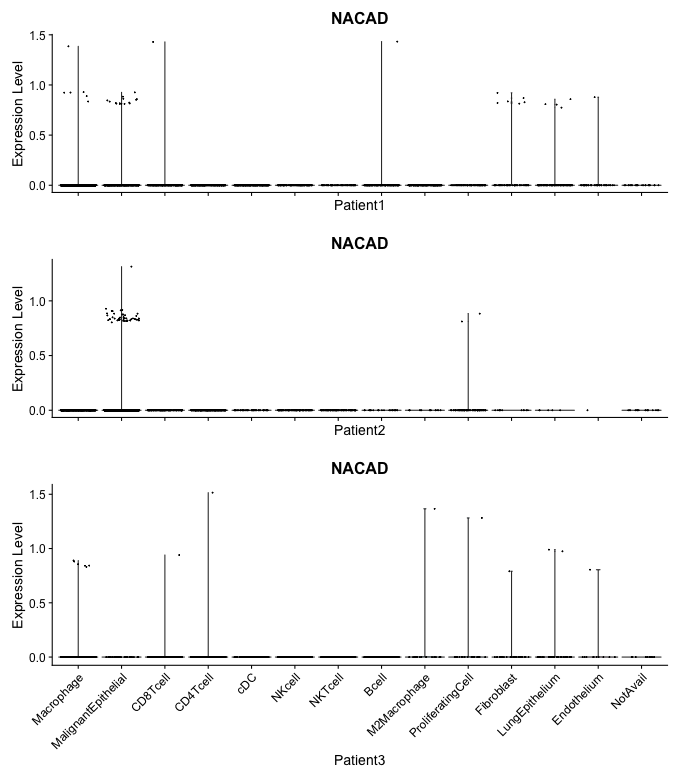 NACAD
Expression Level
1.5
1.0
0.5
0.0
Patient1
NACAD
Expression Level
1.0
0.5
0.0
Patient2
NACAD
Expression Level
1.5
1.0
0.5
0.0
Macrophage
MalignantEpithelial
CD8Tcell
CD4Tcell
cDC
NKcell
NKTcell
Bcell
M2Macrophage
ProliferatingCell
Fibroblast
LungEpithelium
Endothelium
NotAvail
Patient3